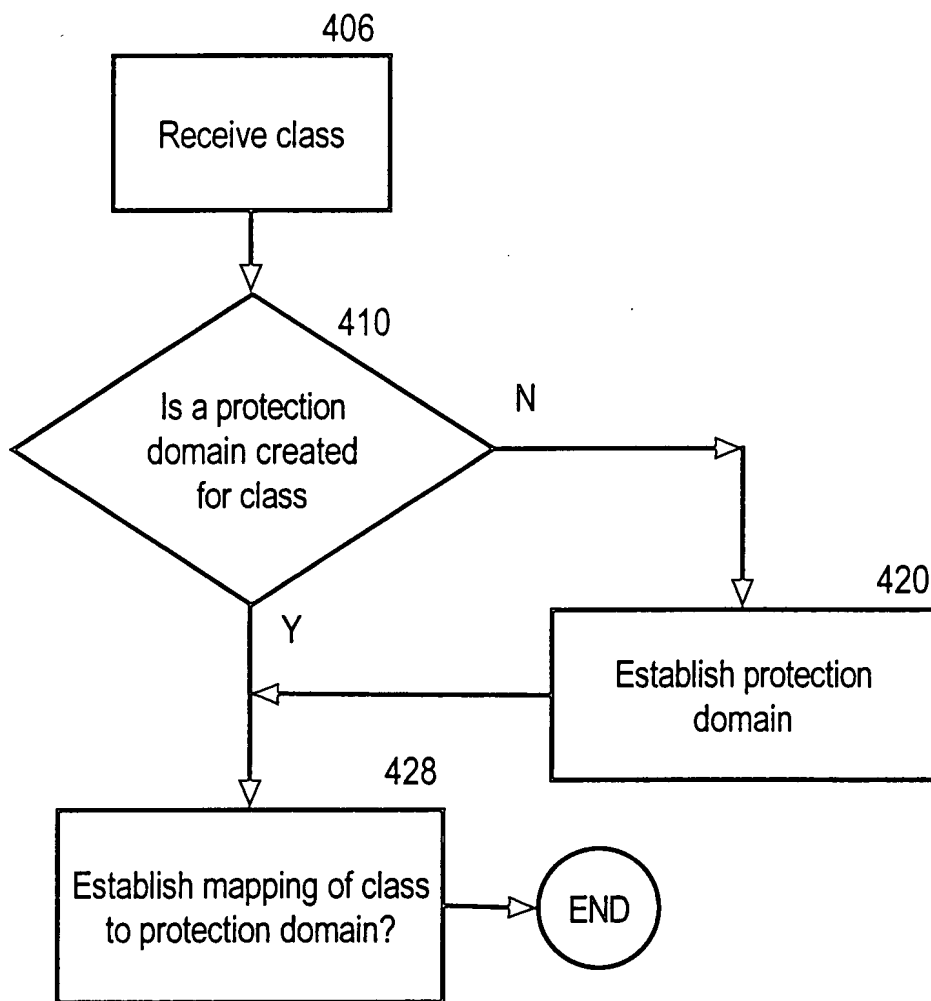 406
Receive class
410
Is a protection
domain created
for class
N
Y
420
Establish protection
domain
428
Establish mapping of class
to protection domain?
END